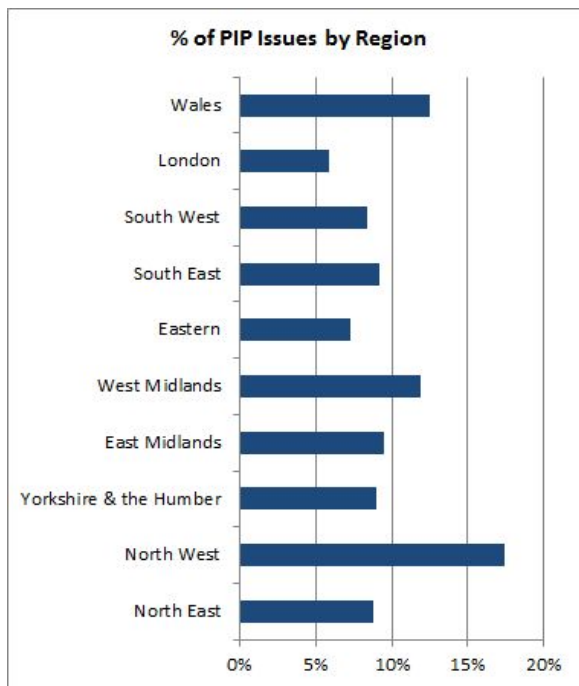 % of PIP Issues by Region
Wales
London
South West
South East
Eastern
West Midlands
East Midlands
Yorkshire & the Humber
North West
North East
0% 5% 10% 15% 20%